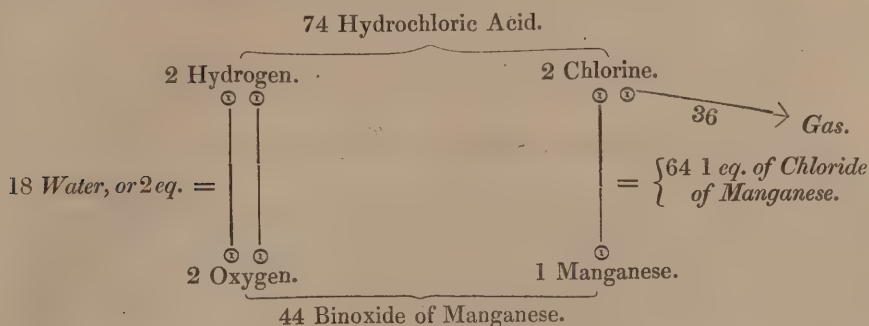 74 Hydrochloric Acid.
2 Hydrogen. 2 Chlorine.
36
Gas.
18 Water, or 2 eq. = = { 64 1 eq. of Chloride
of Manganese.
2 Oxygen. 1 Manganese.
44 Binoxide of Manganese.